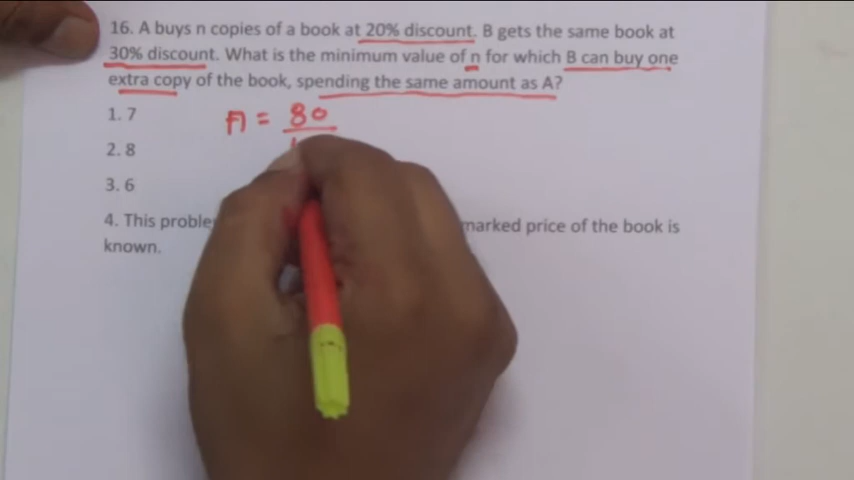 16. A buys n copies of a book at 20% discount. B gets the same book at
30% discount. What is the minimum value of n for which B can buy one
extra copy of the book, spending the same amount as A?
1. 7
A = 80
2. 8
3. 6
4. This marked price of the book is
known.